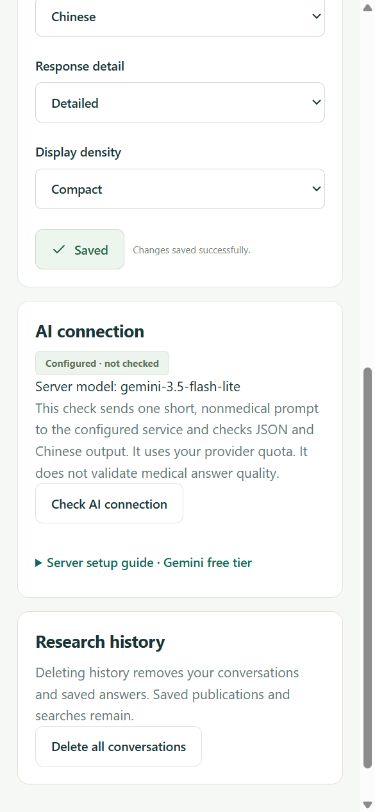 Chinese
Response detail
Detailed
Display density
Compact
Saved
Changes saved successfully.
AI connection
Configured · not checked
Server model: gemini-3.5-flash-lite
This check sends one short, nonmedical prompt
to the configured service and checks JSON and
Chinese output. It uses your provider quota. It
does not validate medical answer quality.
Check AI connection
Server setup guide · Gemini free tier
Research history
Deleting history removes your conversations
and saved answers. Saved publications and
searches remain.
Delete all conversations